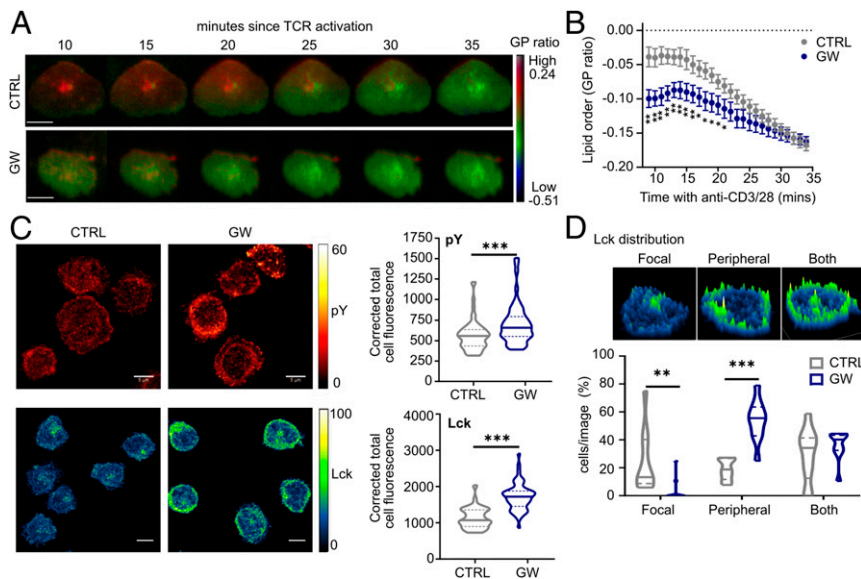 A
minutes since TCR activation
10 15 20 25 30 35
GP ratio
High
0.24
CTRL
GW
Low
-0.51
B
0.00
-0.05
-0.10
-0.15
-0.20
Lipid order (GP ratio)
CTRL
GW
10 15 20 25 30 35
Time with anti-CD3/28 (mins)
C
CTRL GW
60
pY
0
5 µm
5 µm
100
Lck
0
pY
***
1750
1500
1250
1000
750
500
250
0
Corrected total
cell fluorescence
CTRL GW
Lck
***
4000
3000
2000
1000
0
Corrected total
cell fluorescence
CTRL GW
D
Lck distribution
Focal Peripheral Both
100
80
60
40
20
0
cells/image (%)
**
***
CTRL
GW
Focal Peripheral Both